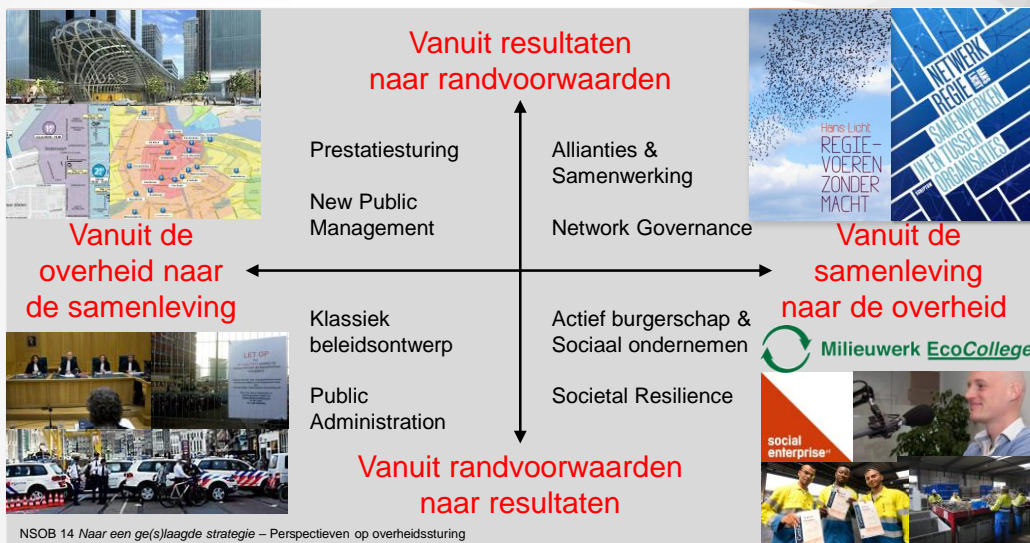 Vanuit resultaten
naar randvoorwaarden
Hans Licht
REGIE-
VOEREN
ZONDER
MACHT
NETWERK
REGIE
SAMENWERKEN
IN EN TUSSEN
ORGANISATIES
Prestatiesturing
New Public
Management
Allianties &
Samenwerking
Network Governance
Vanuit de
overheid naar
de samenleving
Vanuit de
samenleving
naar de overheid
Klassiek
beleidsontwerp
Public
Administration
Actief burgerschap &
Sociaal ondernemen
Societal Resilience
LET OP
Milieuwerk EcoCollege
social
enterprise
Vanuit randvoorwaarden
naar resultaten
NSOB 14 Naar een ge(s)laagde strategie – Perspectieven op overheidssturing